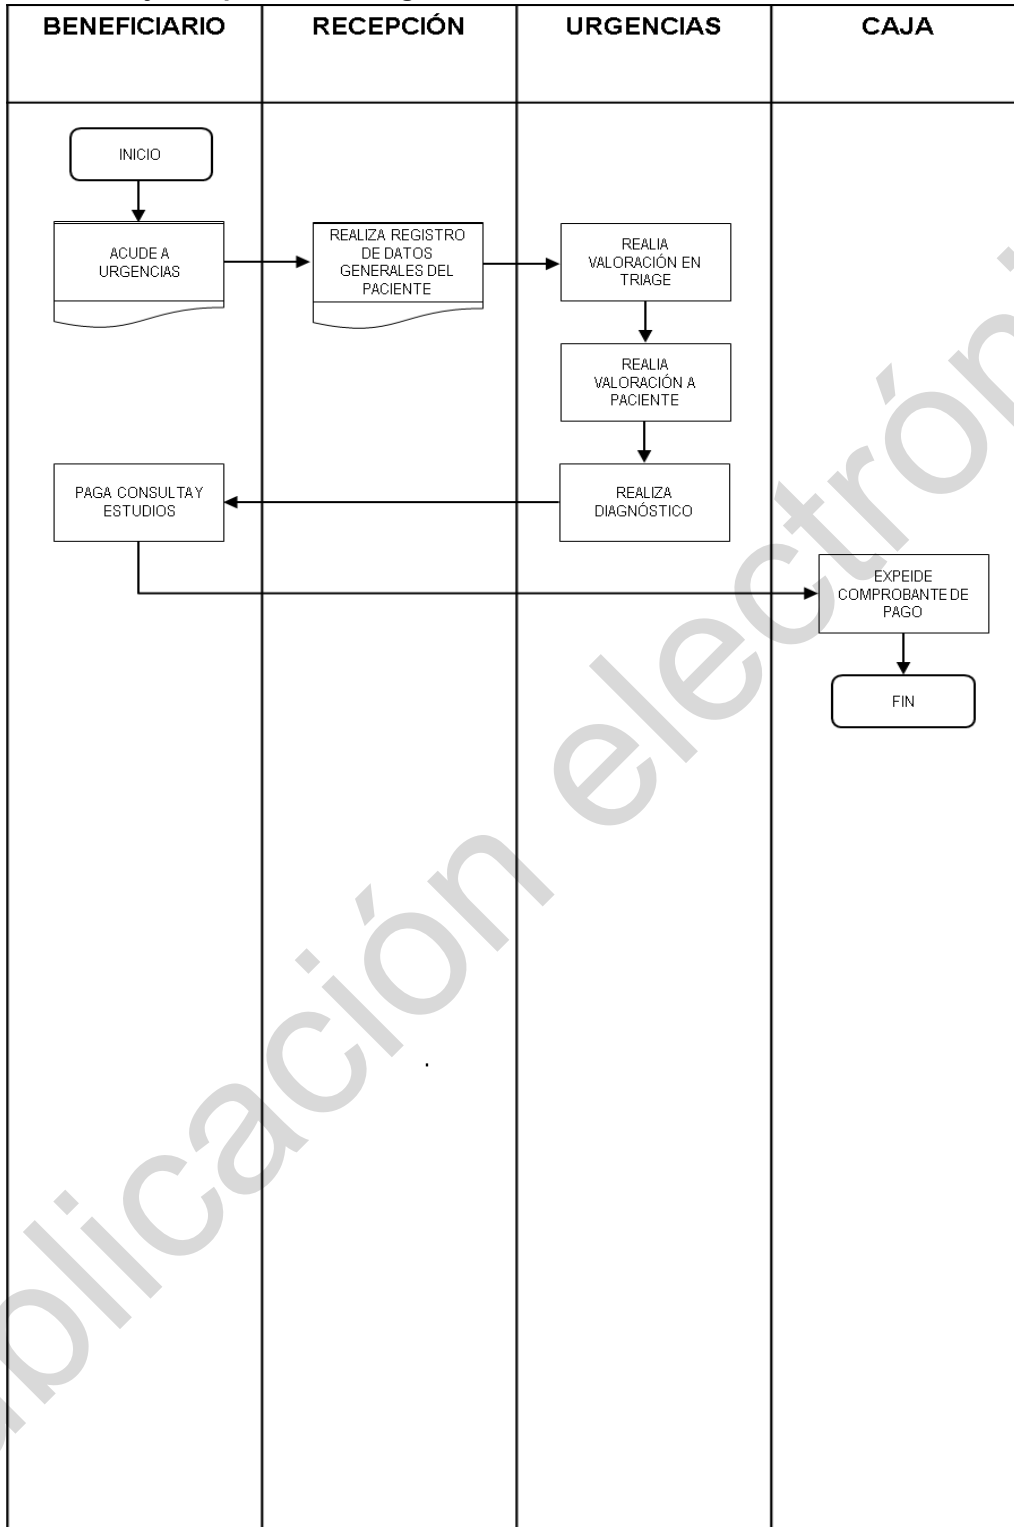 BENEFICIARIO
RECEPCIÓN
URGENCIAS
CAJA
INICIO
ACUDE A
URGENCIAS
REALIZA REGISTRO
DE DATOS
GENERALES DEL
PACIENTE
REALIA
VALORACIÓN EN
TRIAGE
REALIA
VALORACIÓN A
PACIENTE
REALIZA
DIAGNÓSTICO
PAGA CONSULTA Y
ESTUDIOS
EXPEIDE
COMPROBANTE DE
PAGO
FIN